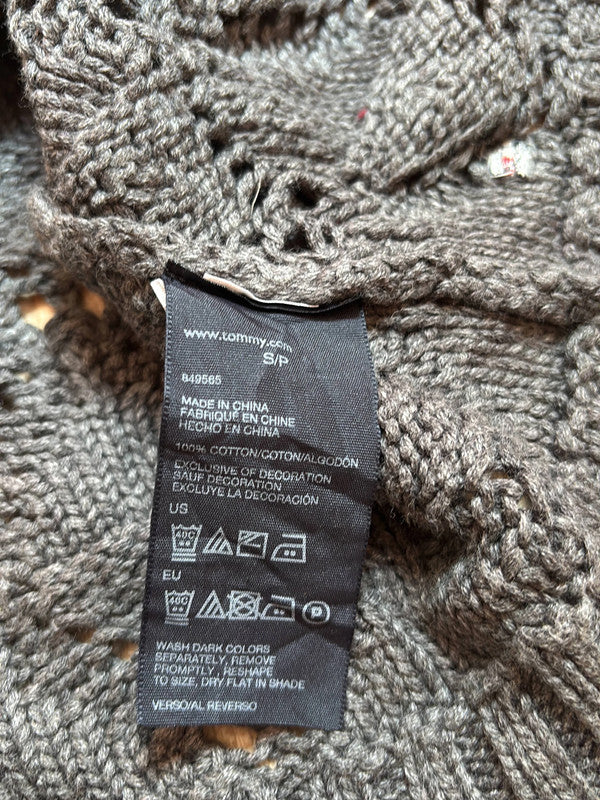 www.tommy.com
S/P
849565
MADE IN CHINA
FABRIQUÉ EN CHINE
HECHO EN CHINA
100% COTTON/COTON/ALGODÓN
EXCLUSIVE OF DECORATION
SAUF DÉCORATION
EXCLUYE LA DECORACIÓN
US
40C
EU
40C
P
WASH DARK COLORS
SEPARATELY, REMOVE
PROMPTLY, RESHAPE
TO SIZE, DRY FLAT IN SHADE
VERSO/AL REVERSO